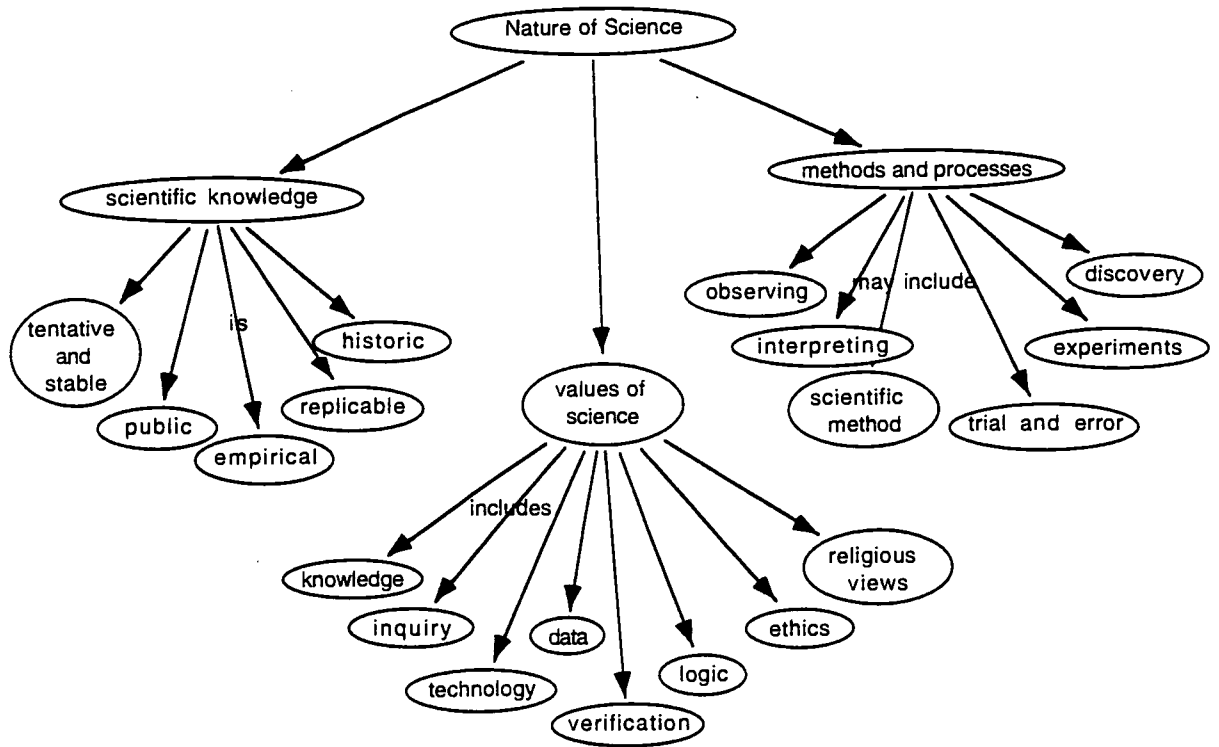 Nature of Science
scientific knowledge
methods and processes
tentative
and
stable
public
is
empirical
replicable
historic
values of
science
observing
interpreting
may include
scientific
method
trial and error
experiments
discovery
includes
knowledge
inquiry
technology
data
verification
logic
ethics
religious
views